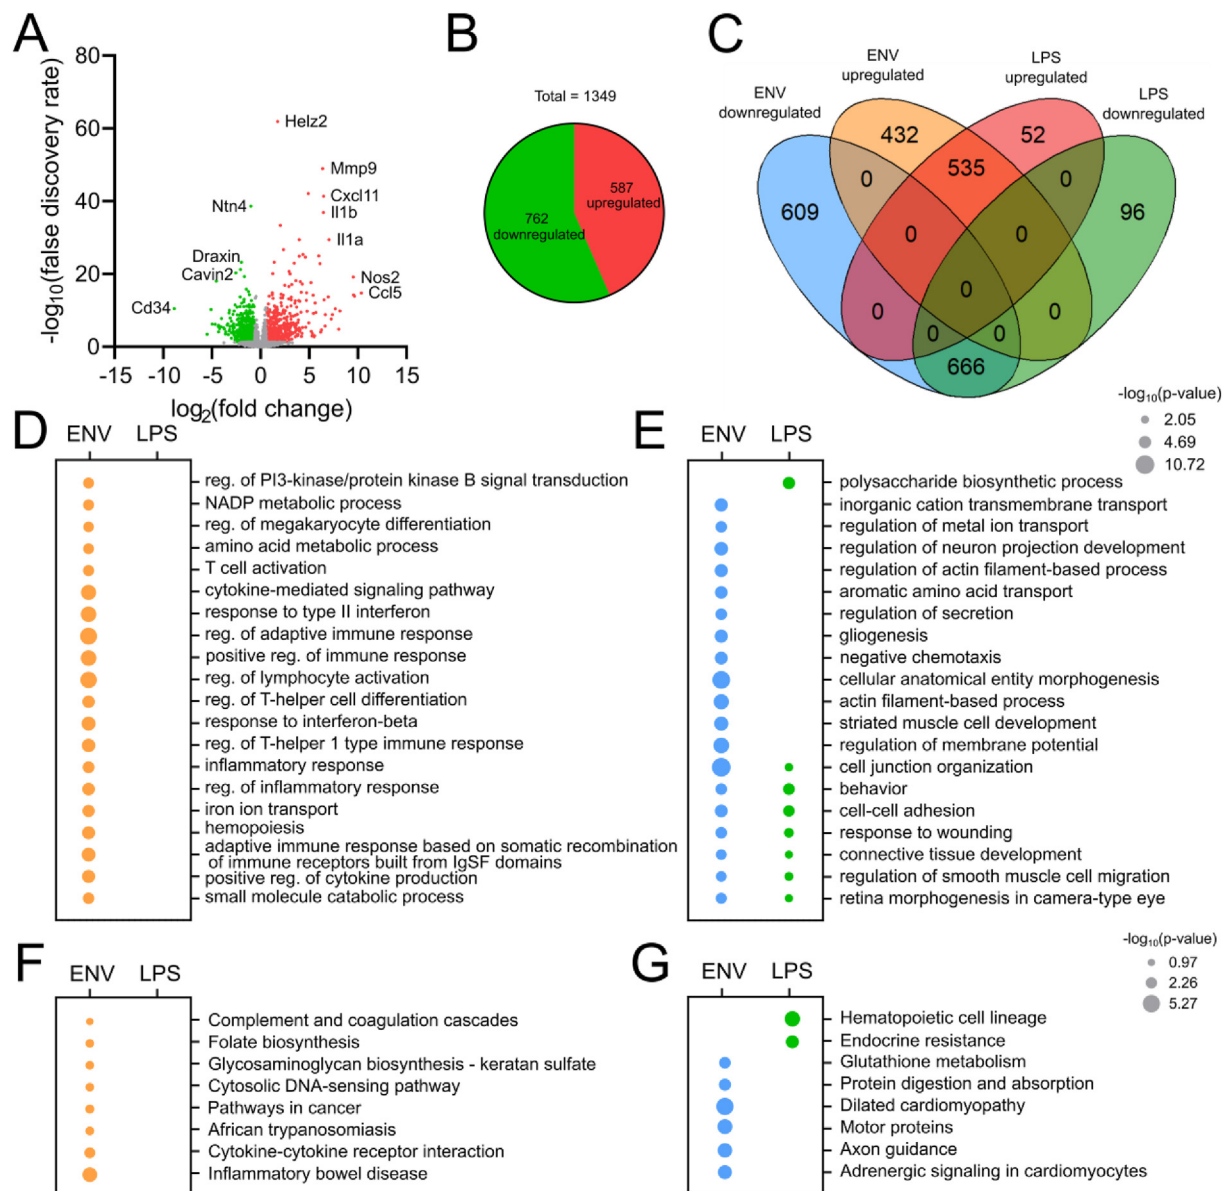 A
-log10(false discovery rate)
80
60
40
20
0
-15
-10
-5
0
5
10
15
log2(fold change)
Helz2
Mmp9
Cxcl11
Il1b
Il1a
Nos2
Ccl5
Ntn4
Draxin
Cavin2
Cd34
B
Total = 1349
587
upregulated
762
downregulated
C
ENV
downregulated
ENV
upregulated
LPS
upregulated
LPS
downregulated
432
52
535
0
0
609
96
0
0
0
0
0
0
0
666
D
ENV
LPS
reg. of PI3-kinase/protein kinase B signal transduction
NADP metabolic process
reg. of megakaryocyte differentiation
amino acid metabolic process
T cell activation
cytokine-mediated signaling pathway
response to type II interferon
reg. of adaptive immune response
positive reg. of immune response
reg. of lymphocyte activation
reg. of T-helper cell differentiation
response to interferon-beta
reg. of T-helper 1 type immune response
inflammatory response
reg. of inflammatory response
iron ion transport
hemopoiesis
adaptive immune response based on somatic recombination
of immune receptors built from IgSF domains
positive reg. of cytokine production
small molecule catabolic process
E
ENV
LPS
-log10(p-value)
2.05
4.69
10.72
polysaccharide biosynthetic process
inorganic cation transmembrane transport
regulation of metal ion transport
regulation of neuron projection development
regulation of actin filament-based process
aromatic amino acid transport
regulation of secretion
gliogenesis
negative chemotaxis
cellular anatomical entity morphogenesis
actin filament-based process
striated muscle cell development
regulation of membrane potential
cell junction organization
behavior
cell-cell adhesion
response to wounding
connective tissue development
regulation of smooth muscle cell migration
retina morphogenesis in camera-type eye
F
ENV
LPS
Complement and coagulation cascades
Folate biosynthesis
Glycosaminoglycan biosynthesis - keratan sulfate
Cytosolic DNA-sensing pathway
Pathways in cancer
African trypanosomiasis
Cytokine-cytokine receptor interaction
Inflammatory bowel disease
G
ENV
LPS
-log10(p-value)
0.97
2.26
5.27
Hematopoietic cell lineage
Endocrine resistance
Glutathione metabolism
Protein digestion and absorption
Dilated cardiomyopathy
Motor proteins
Axon guidance
Adrenergic signaling in cardiomyocytes